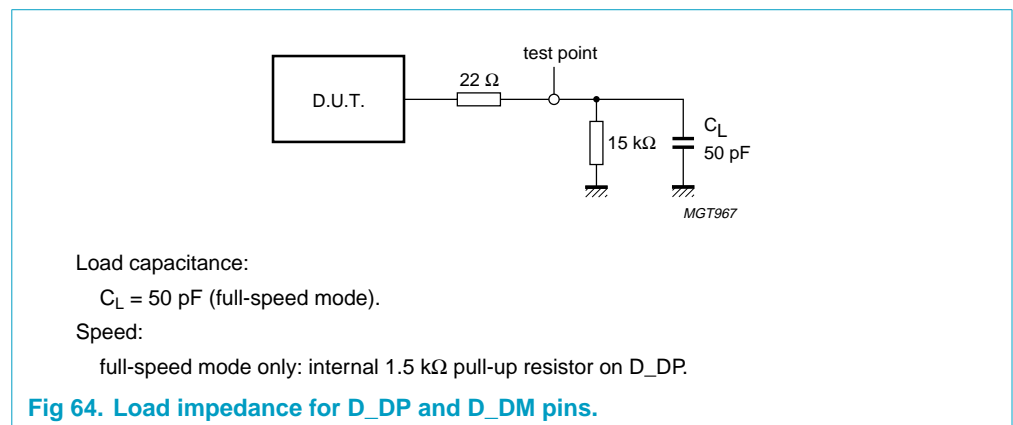 test point
22 Ω
D.U.T.
15 kΩ
C_L
50 pF
MGT967
Load capacitance:
C_L = 50 pF (full-speed mode).
Speed:
full-speed mode only: internal 1.5 kΩ pull-up resistor on D_DP.
Fig 64. Load impedance for D_DP and D_DM pins.